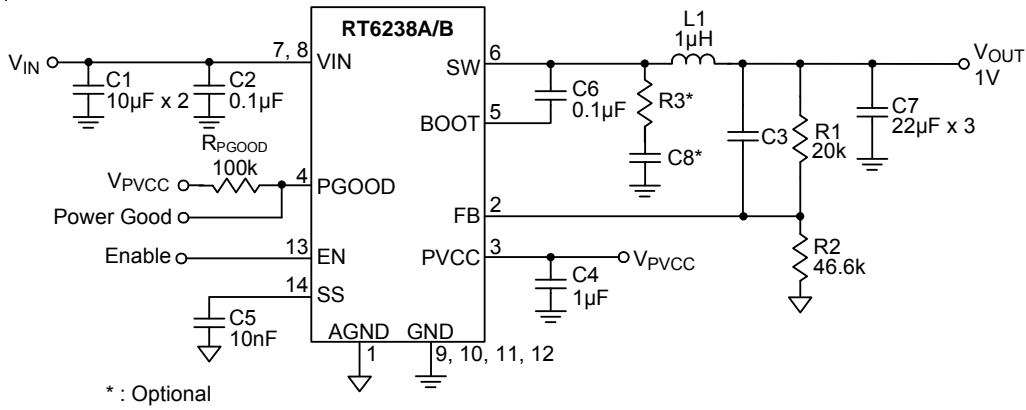 RT6238A/B
L1
1µH
VIN
7, 8
VIN
SW
6
VOUT
1V
C1
10µF x 2
C2
0.1µF
C6
0.1µF
R3*
C7
22µF x 3
BOOT
5
C3
R1
20k
RPGOOD
100k
C8*
VPVCC
4
PGOOD
Power Good
FB
2
Enable
13
EN
PVCC
3
VPVCC
R2
46.6k
C4
1µF
14
SS
C5
10nF
AGND
GND
1
9, 10, 11, 12
* : Optional